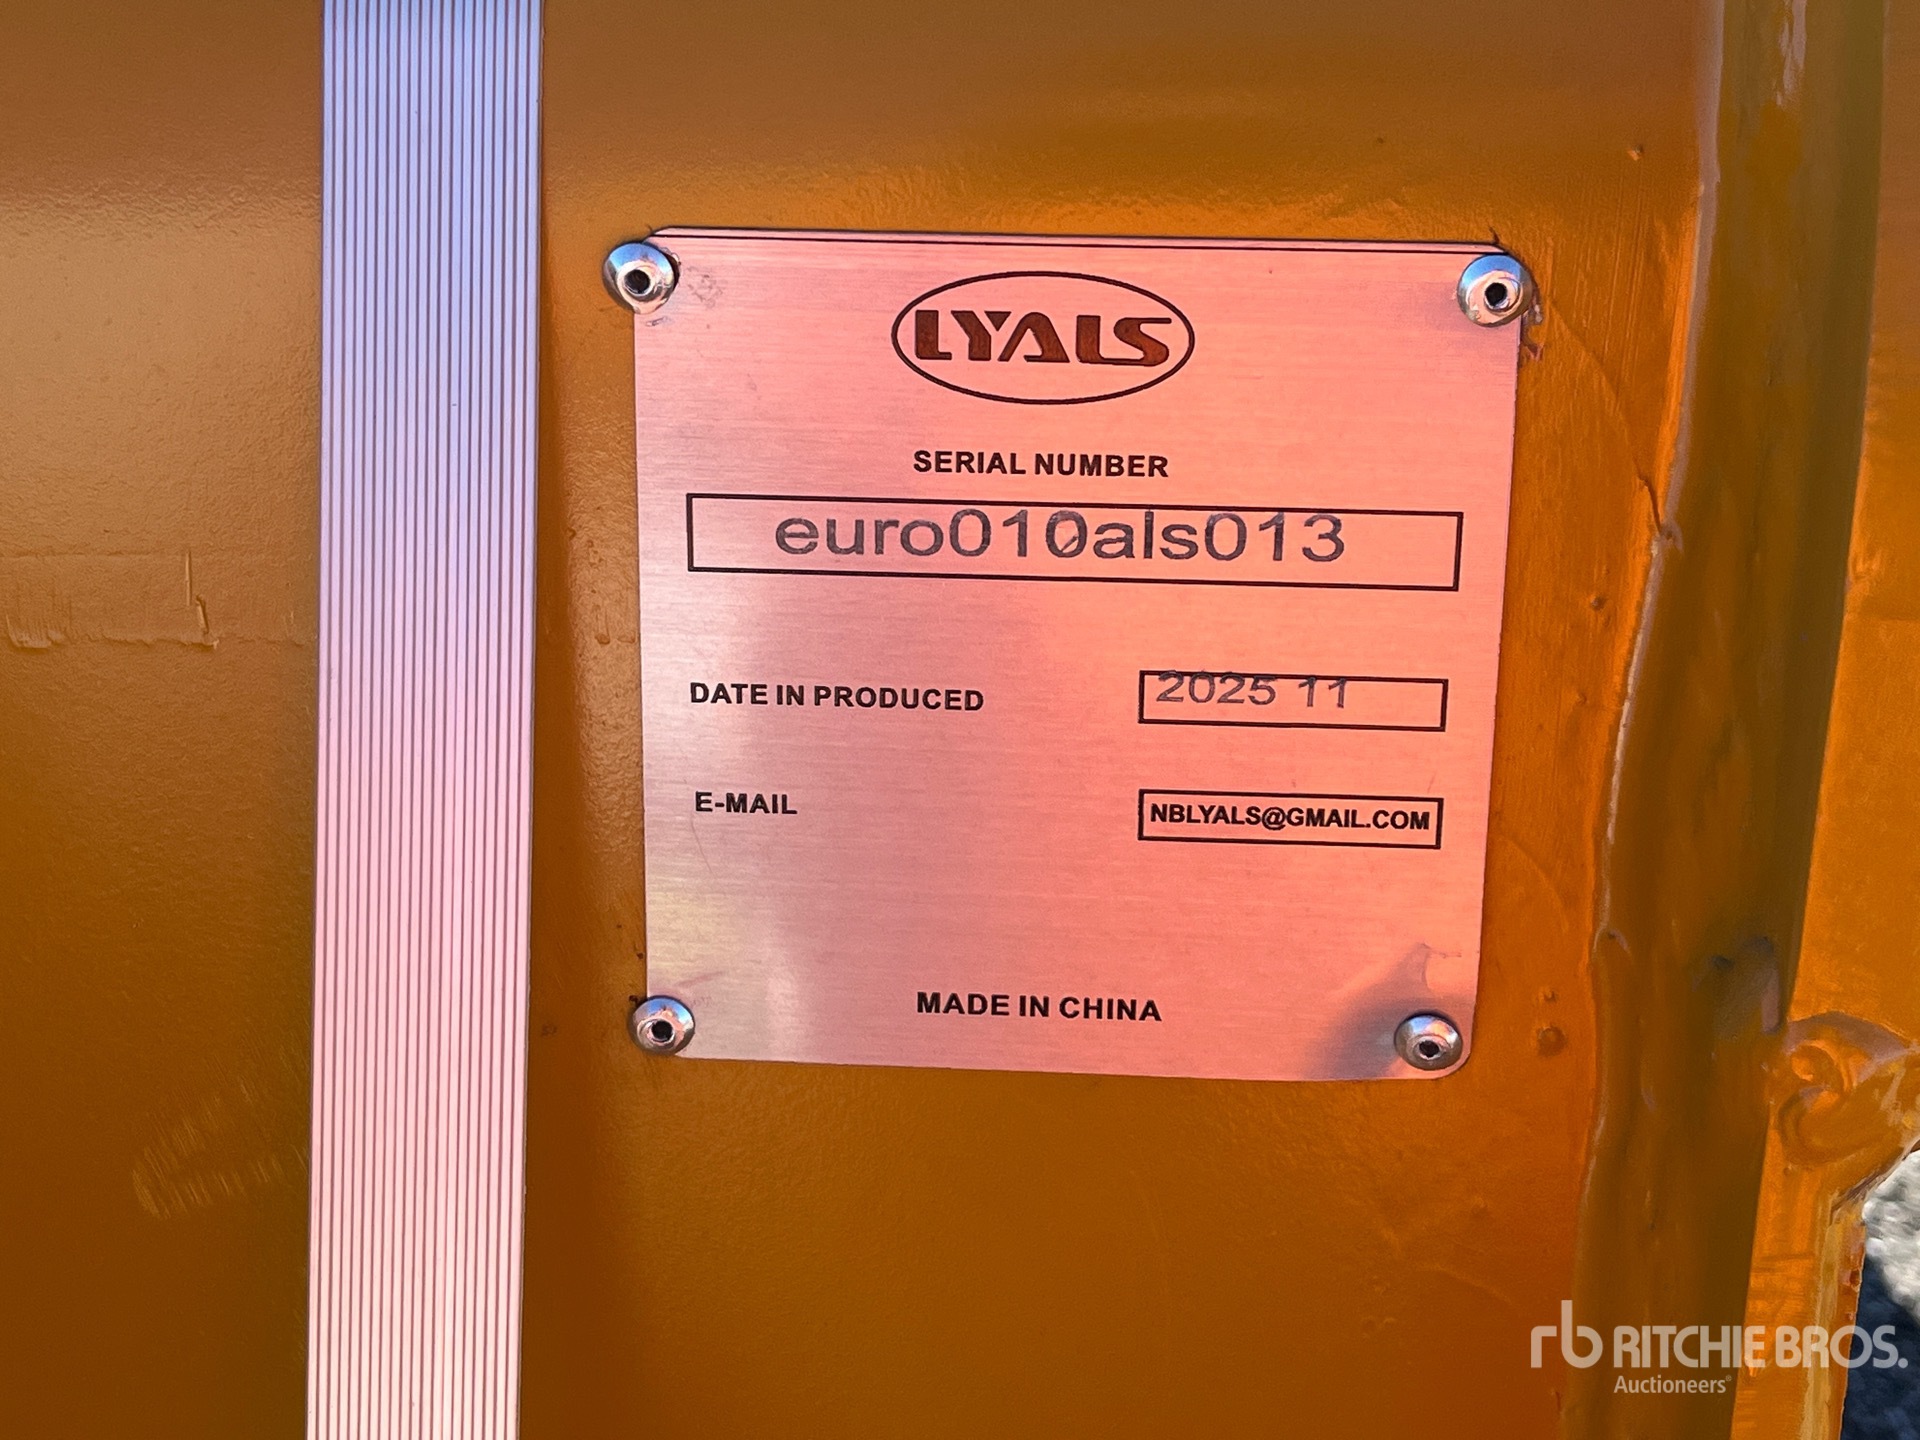 LYALS
SERIAL NUMBER
euro010als013
DATE IN PRODUCED 2025 11
E-MAIL NBLYALS@GMAIL.COM
MADE IN CHINA
rb RITCHIE BROS.
Auctioneers®